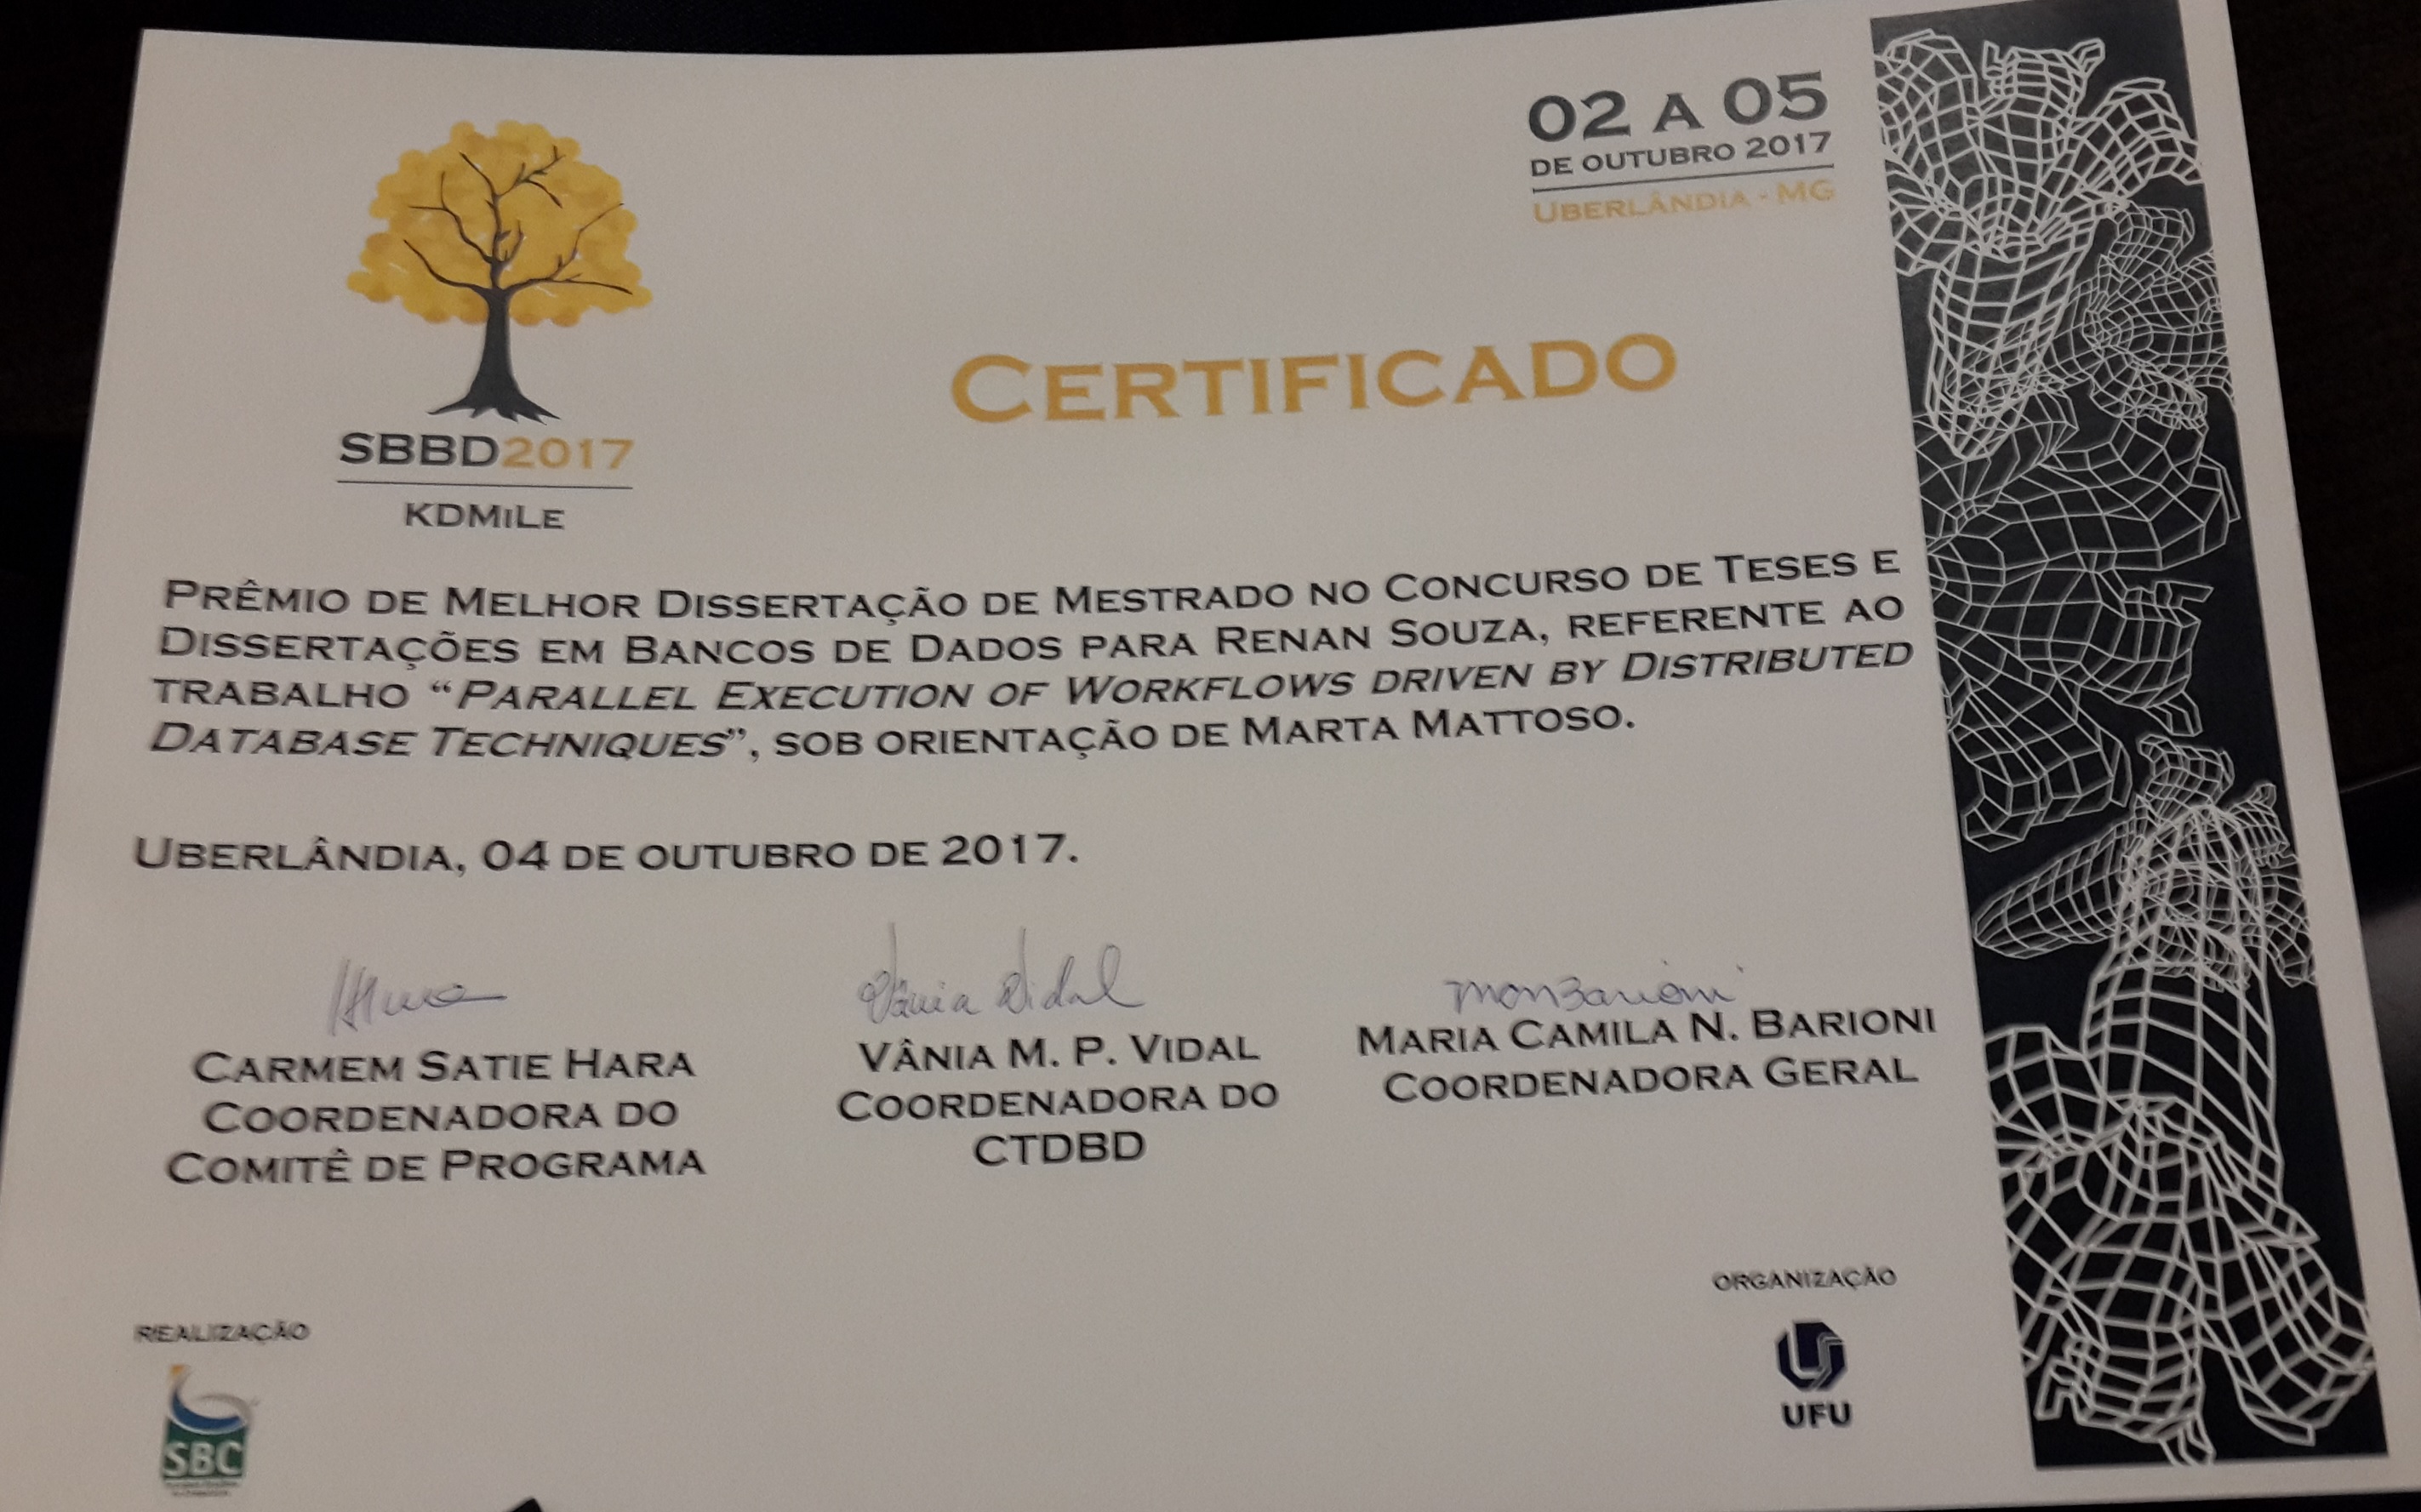 02 A 05
DE OUTUBRO 2017
UBERLÂNDIA - MG
SBBD2017
KDMILE
CERTIFICADO
PRÊMIO DE MELHOR DISSERTAÇÃO DE MESTRADO NO CONCURSO DE TESES E
DISSERTAÇÕES EM BANCOS DE DADOS PARA RENAN SOUZA, REFERENTE AO
TRABALHO “PARALLEL EXECUTION OF WORKFLOWS DRIVEN BY DISTRIBUTED
DATABASE TECHNIQUES”, SOB ORIENTAÇÃO DE MARTA MATTOSO.
UBERLÂNDIA, 04 DE OUTUBRO DE 2017.
Vânia Vidal
CARMEM SATIE HARA
COORDENADORA DO
COMITÊ DE PROGRAMA
VÂNIA M. P. VIDAL
COORDENADORA DO
CTDBD
MARIA CAMILA N. BARIONI
COORDENADORA GERAL
REALIZAÇÃO
SBC
ORGANIZAÇÃO
UFU